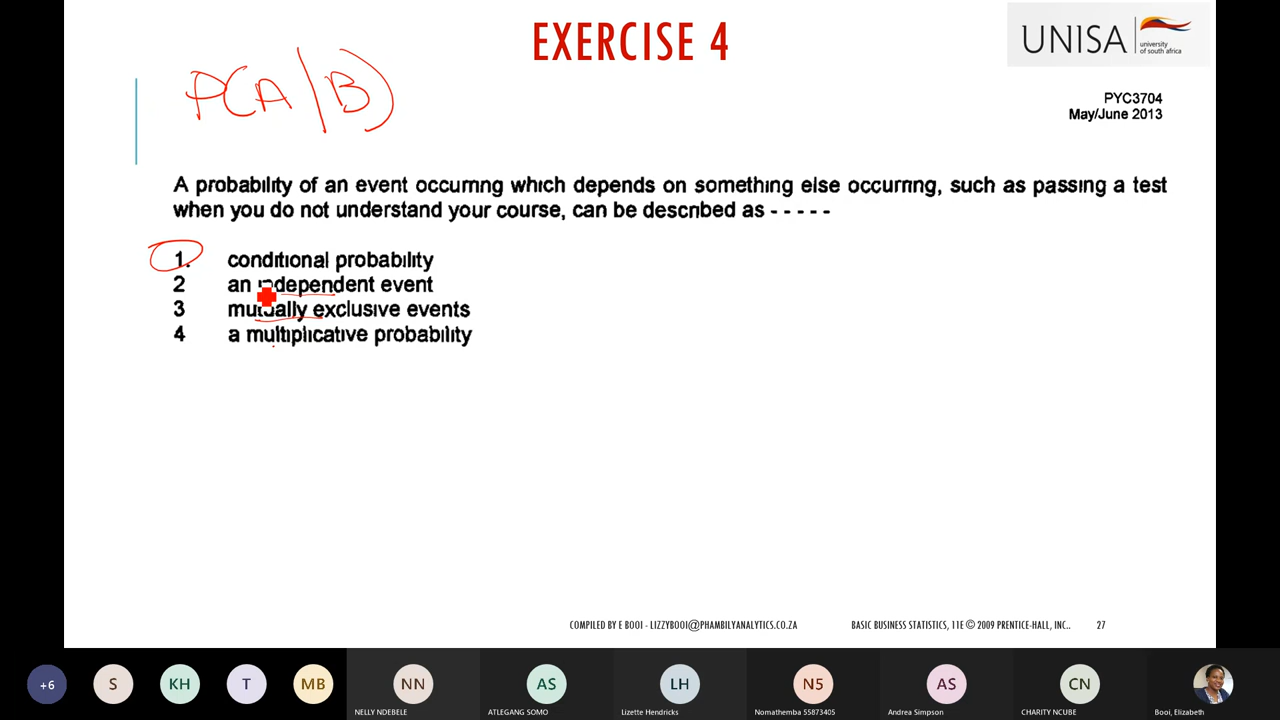 EXERCISE 4
UNISA university
of south africa
P(A/B)
PYC3704
May/June 2013
A probability of an event occurring which depends on something else occurring, such as passing a test
when you do not understand your course, can be described as - - - - -
1. conditional probability
2 an independent event
3 mutually exclusive events
4 a multiplicative probability
COMPILED BY E BOOI - LIZZYBOOI@PHAMBILYANALYTICS.CO.ZA
BASIC BUSINESS STATISTICS, 11E © 2009 PRENTICE-HALL, INC..
27
+6
S
KH
T
MB
NN
NELLY NDEBELE
AS
ATLEGANG SOMO
LH
Lizette Hendricks
N5
Nomathemba 55873405
AS
Andrea Simpson
CN
CHARITY NCUBE
Booi, Elizabeth